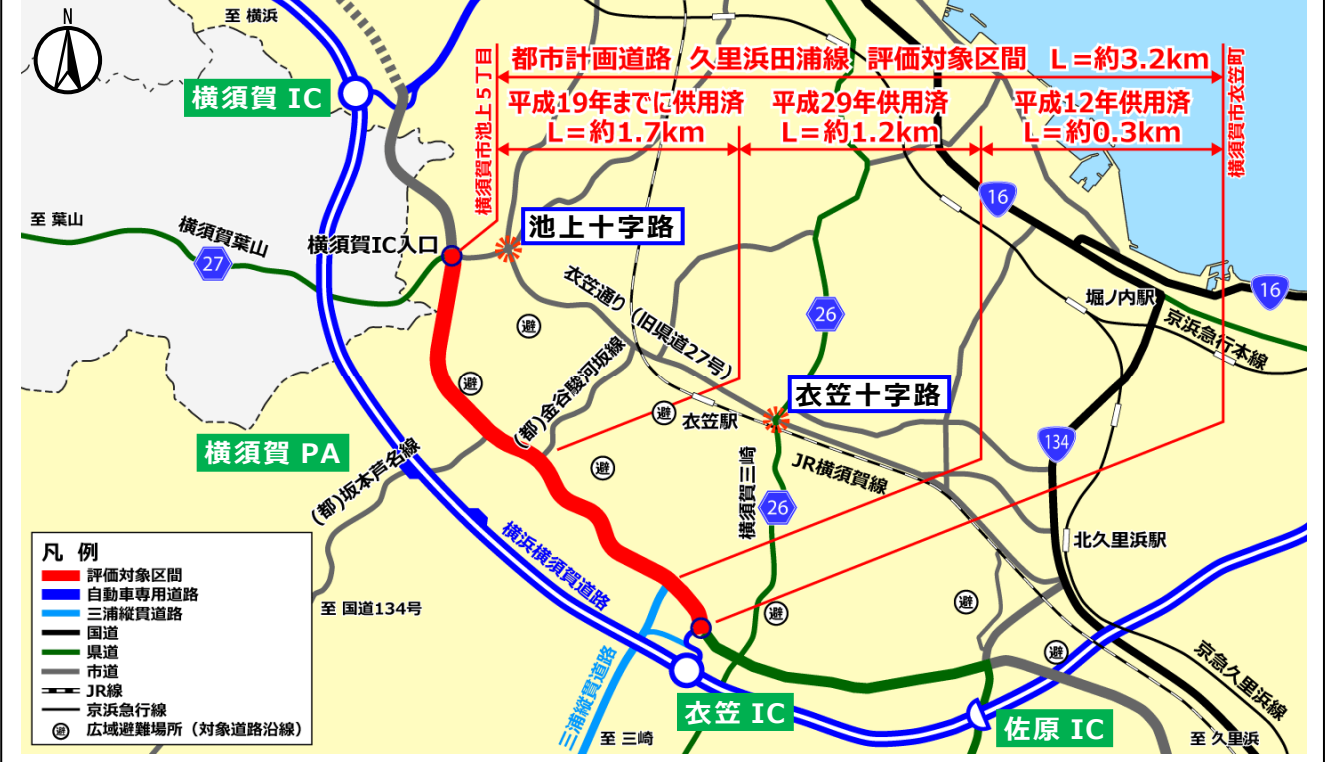 N
至 横浜
横須賀 IC
横須賀市池上5丁目
都市計画道路 久里浜田浦線 評価対象区間 L=約3.2km
横須賀市衣笠町
平成19年までに供用済
L=約1.7km
平成29年供用済
L=約1.2km
平成12年供用済
L=約0.3km
16
至 葉山
横須賀葉山
27
横須賀IC入口
池上十字路
衣笠通り(旧県道27号)
26
堀ノ内駅
16
京浜急行本線
避
避
(都)金谷駿河坂線
避
衣笠駅
衣笠十字路
134
横須賀 PA
(都)坂本芦名線
避
横須賀三崎
26
JR横須賀線
北久里浜駅
横浜横須賀道路
至 国道134号
避
避
避
三浦縦貫道路
衣笠 IC
佐原 IC
京急久里浜線
至 三崎
至 久里浜
凡 例
評価対象区間
自動車専用道路
三浦縦貫道路
国道
県道
市道
JR線
京浜急行線
避 広域避難場所(対象道路沿線)